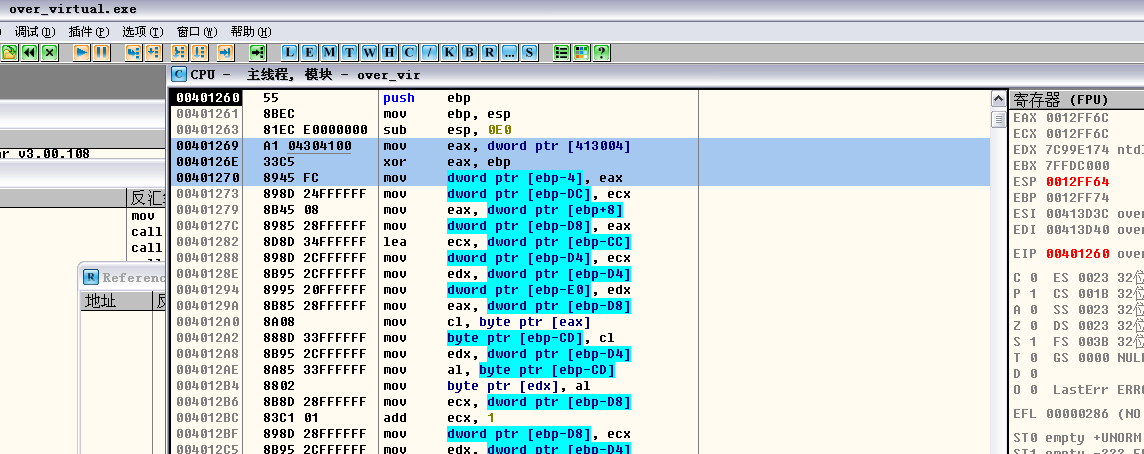 over_virtual.exe
调试(D) 插件(P) 选项(T) 窗口(W) 帮助(H)
L E M T W H C / K B R ... S ?
C CPU - 主线程, 模块 - over_vir
ar v3.00.108
反汇
mov
call
call
R Referenc
地址
00401260 55 push ebp
00401261 8BEC mov ebp, esp
00401263 81EC E0000000 sub esp, 0E0
00401269 A1 04304100 mov eax, dword ptr [413004]
0040126E 33C5 xor eax, ebp
00401270 8945 FC mov dword ptr [ebp-4], eax
00401273 898D 24FFFFFF mov dword ptr [ebp-DC], ecx
00401279 8B45 08 mov eax, dword ptr [ebp+8]
0040127C 8985 28FFFFFF mov dword ptr [ebp-D8], eax
00401282 8D8D 34FFFFFF lea ecx, dword ptr [ebp-CC]
00401288 898D 2CFFFFFF mov dword ptr [ebp-D4], ecx
0040128E 8B95 2CFFFFFF mov edx, dword ptr [ebp-D4]
00401294 8995 20FFFFFF mov dword ptr [ebp-E0], edx
0040129A 8B85 28FFFFFF mov eax, dword ptr [ebp-D8]
004012A0 8A08 mov cl, byte ptr [eax]
004012A2 888D 33FFFFFF mov byte ptr [ebp-CD], cl
004012A8 8B95 2CFFFFFF mov edx, dword ptr [ebp-D4]
004012AE 8A85 33FFFFFF mov al, byte ptr [ebp-CD]
004012B4 8802 mov byte ptr [edx], al
004012B6 8B8D 28FFFFFF mov ecx, dword ptr [ebp-D8]
004012BC 83C1 01 add ecx, 1
004012BF 898D 28FFFFFF mov dword ptr [ebp-D8], ecx
004012C5 8B95 2CFFFFFF mov edx, dword ptr [ebp-D4]
寄存器 (FPU)
EAX 0012FF6C
ECX 0012FF6C
EDX 7C99E174 ntdl
EBX 7FFDC000
ESP 0012FF64
EBP 0012FF74
ESI 00413D3C over
EDI 00413D40 over
EIP 00401260 over
C 0 ES 0023 32位
P 1 CS 001B 32位
A 0 SS 0023 32位
Z 0 DS 0023 32位
S 1 FS 003B 32位
T 0 GS 0000 NULL
D 0
O 0 LastErr ERRO
EFL 00000286 (NO
ST0 empty +UNORM
ST1 empty -222 F